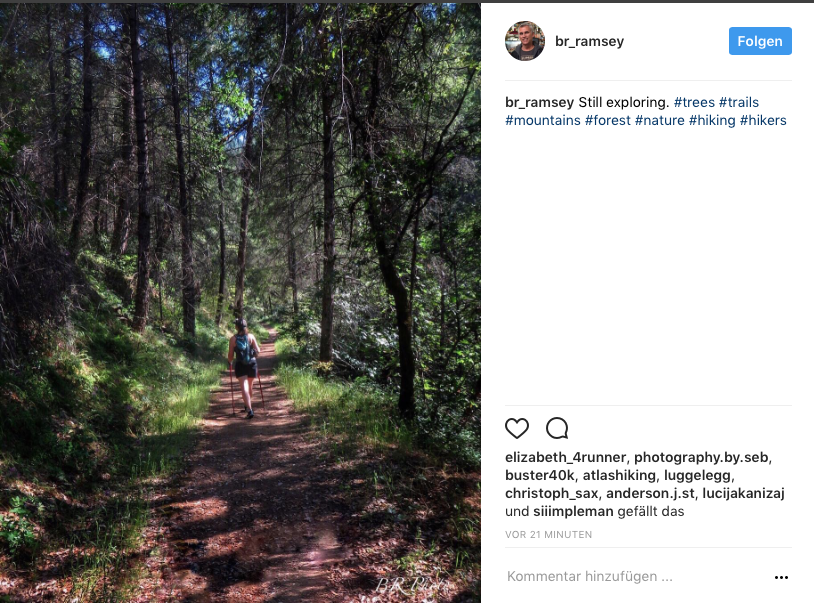 br_ramsey
Folgen
br_ramsey Still exploring. #trees #trails
#mountains #forest #nature #hiking #hikers
elizabeth_4runner, photography.by.seb,
buster40k, atlashiking, luggelegg,
christoph_sax, anderson.j.st, lucijakanizaj
und siiimpleman gefällt das
VOR 21 MINUTEN
Kommentar hinzufügen ...
BR Photo